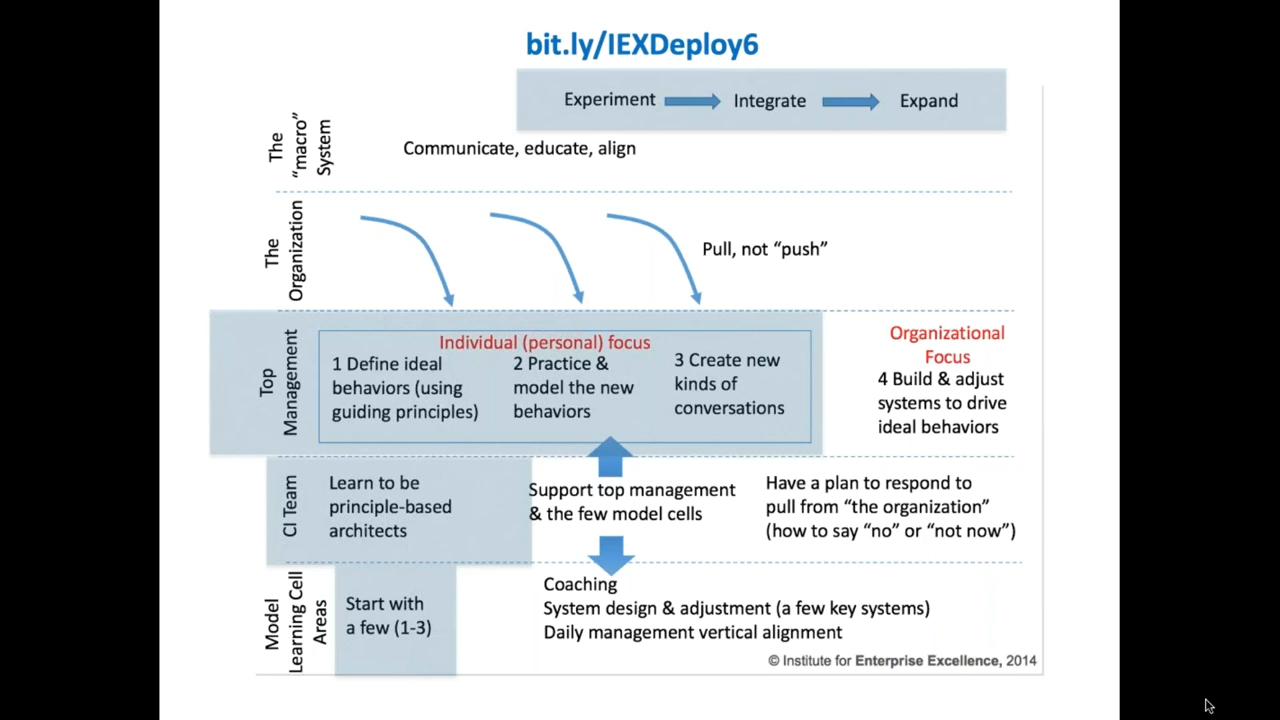 bit.ly/IEXDeploy6
Experiment
Integrate
Expand
The
“macro”
System
Communicate, educate, align
The
Organization
Pull, not “push”
Top
Management
Individual (personal) focus
1 Define ideal
behaviors (using
guiding principles)
2 Practice &
model the new
behaviors
3 Create new
kinds of
conversations
Organizational
Focus
4 Build & adjust
systems to drive
ideal behaviors
CI Team
Learn to be
principle-based
architects
Support top management
& the few model cells
Have a plan to respond to
pull from “the organization”
(how to say “no” or “not now”)
Model
Learning Cell
Areas
Start with
a few (1-3)
Coaching
System design & adjustment (a few key systems)
Daily management vertical alignment
© Institute for Enterprise Excellence, 2014